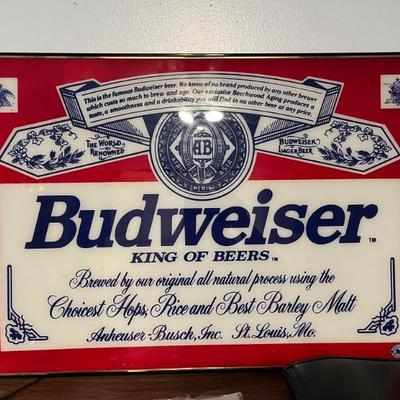 This is the famous Budweiser beer. We know of no brand produced by any other brewer
which costs so much to brew and age. Our exclusive Beechwood Aging produces a
taste, a smoothness and a drinkability you will find in no other beer at any price.
THE WORLD
RENOWNED
AB
BUDWEISER
LAGER BEER
Budweiser™
KING OF BEERS™
Brewed by our original all natural process using the
Choicest Hops, Rice and Best Barley Malt
Anheuser-Busch, Inc. St. Louis, Mo.